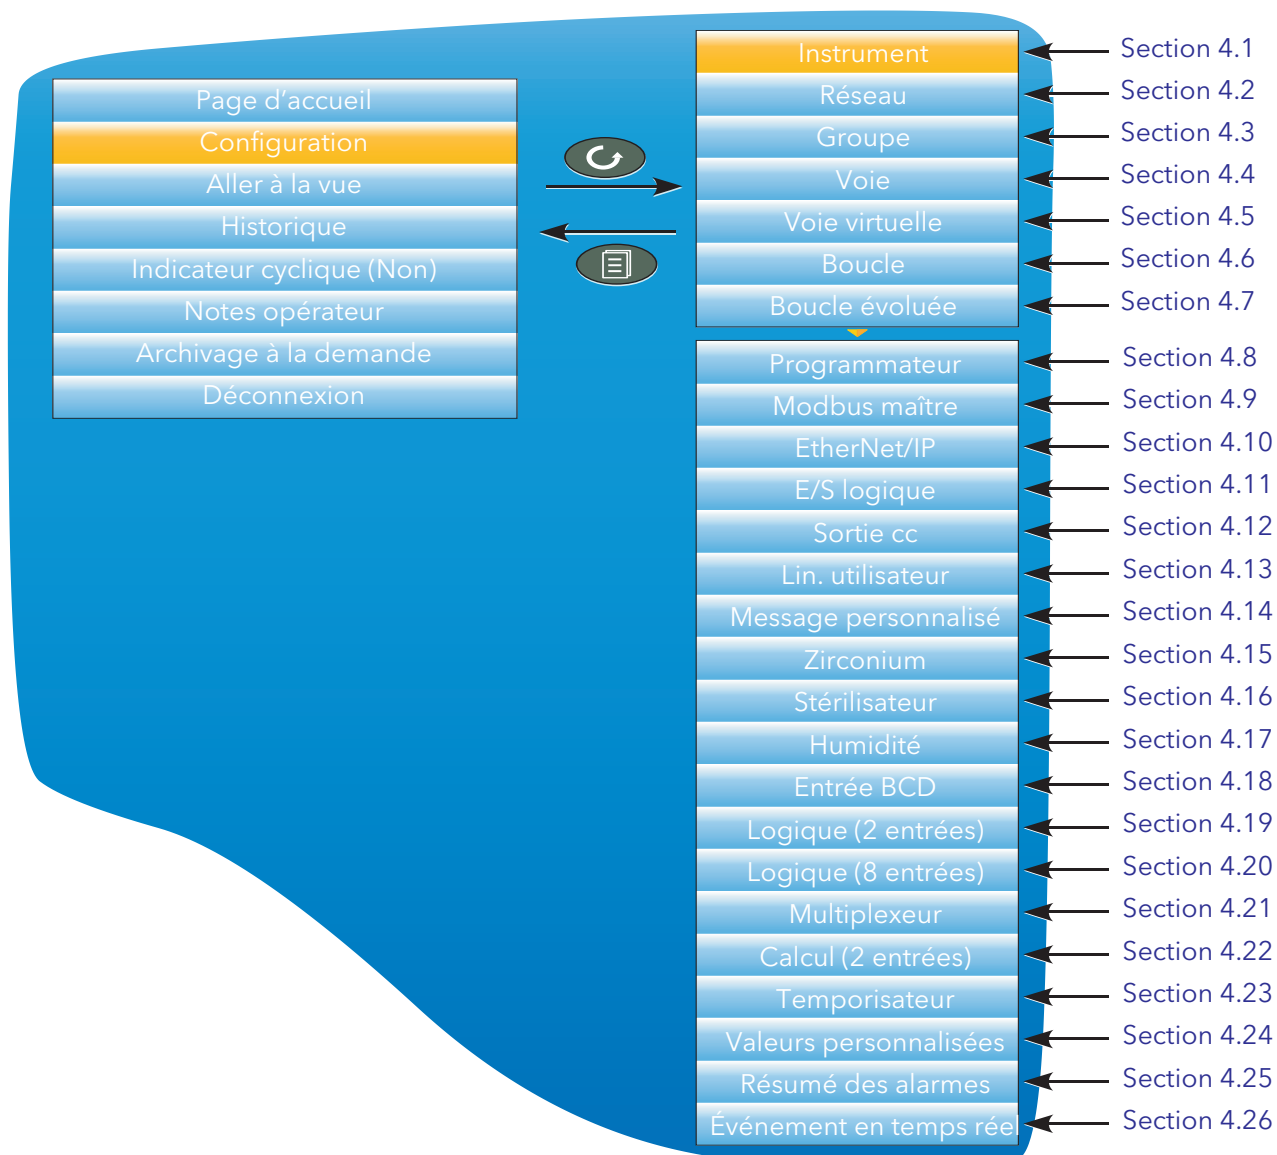 Page d'accueil
Configuration
Aller à la vue
Historique
Indicateur cyclique (Non)
Notes opérateur
Archivage à la demande
Déconnexion
Instrument Section 4.1
Réseau Section 4.2
Groupe Section 4.3
Voie Section 4.4
Voie virtuelle Section 4.5
Boucle Section 4.6
Boucle évoluée Section 4.7
Programmateur Section 4.8
Modbus maître Section 4.9
EtherNet/IP Section 4.10
E/S logique Section 4.11
Sortie cc Section 4.12
Lin. utilisateur Section 4.13
Message personnalisé Section 4.14
Zirconium Section 4.15
Stérilisateur Section 4.16
Humidité Section 4.17
Entrée BCD Section 4.18
Logique (2 entrées) Section 4.19
Logique (8 entrées) Section 4.20
Multiplexeur Section 4.21
Calcul (2 entrées) Section 4.22
Temporisateur Section 4.23
Valeurs personnalisées Section 4.24
Résumé des alarmes Section 4.25
Événement en temps réel Section 4.26